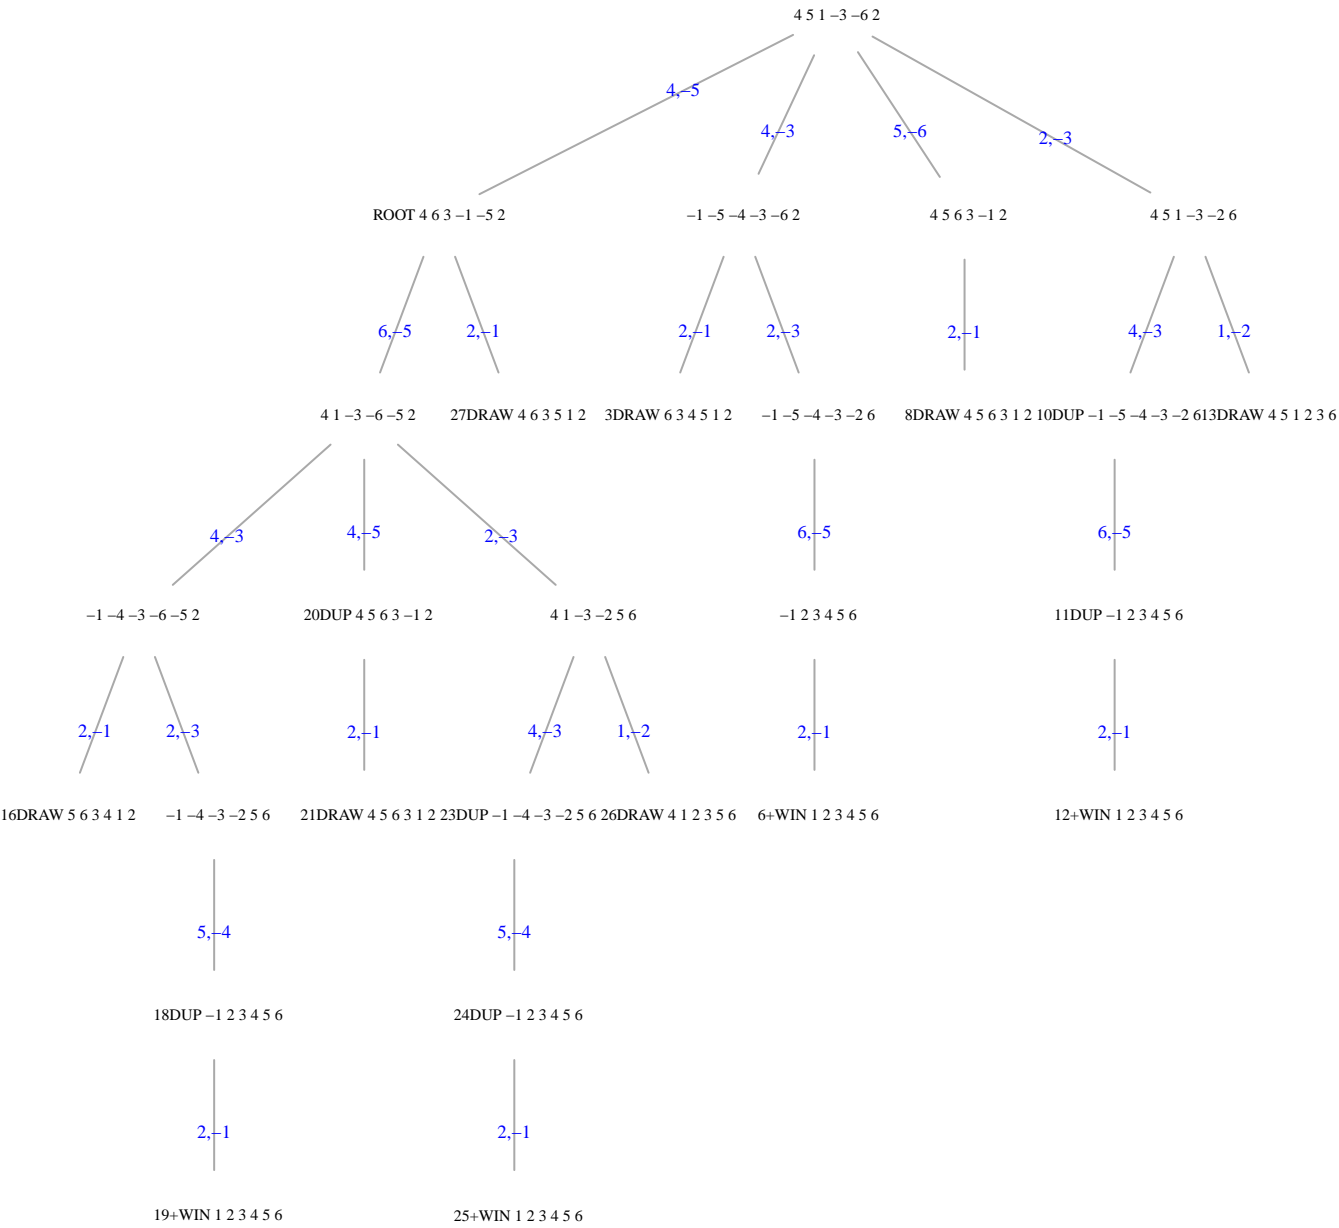 4 5 1 −3 −6 2
4,−5
4,−3
5,−6
2,−3
ROOT 4 6 3 −1 −5 2
−1 −5 −4 −3 −6 2
4 5 6 3 −1 2
4 5 1 −3 −2 6
6,−5
2,−1
2,−1
2,−3
2,−1
4,−3
1,−2
4 1 −3 −6 −5 2
27DRAW 4 6 3 5 1 2
3DRAW 6 3 4 5 1 2
−1 −5 −4 −3 −2 6
8DRAW 4 5 6 3 1 2
10DUP −1 −5 −4 −3 −2 6
13DRAW 4 5 1 2 3 6
4,−3
4,−5
2,−3
6,−5
6,−5
−1 −4 −3 −6 −5 2
20DUP 4 5 6 3 −1 2
4 1 −3 −2 5 6
−1 2 3 4 5 6
11DUP −1 2 3 4 5 6
2,−1
2,−3
2,−1
4,−3
1,−2
2,−1
2,−1
16DRAW 5 6 3 4 1 2
−1 −4 −3 −2 5 6
21DRAW 4 5 6 3 1 2
23DUP −1 −4 −3 −2 5 6
26DRAW 4 1 2 3 5 6
6+WIN 1 2 3 4 5 6
12+WIN 1 2 3 4 5 6
5,−4
5,−4
18DUP −1 2 3 4 5 6
24DUP −1 2 3 4 5 6
2,−1
2,−1
19+WIN 1 2 3 4 5 6
25+WIN 1 2 3 4 5 6